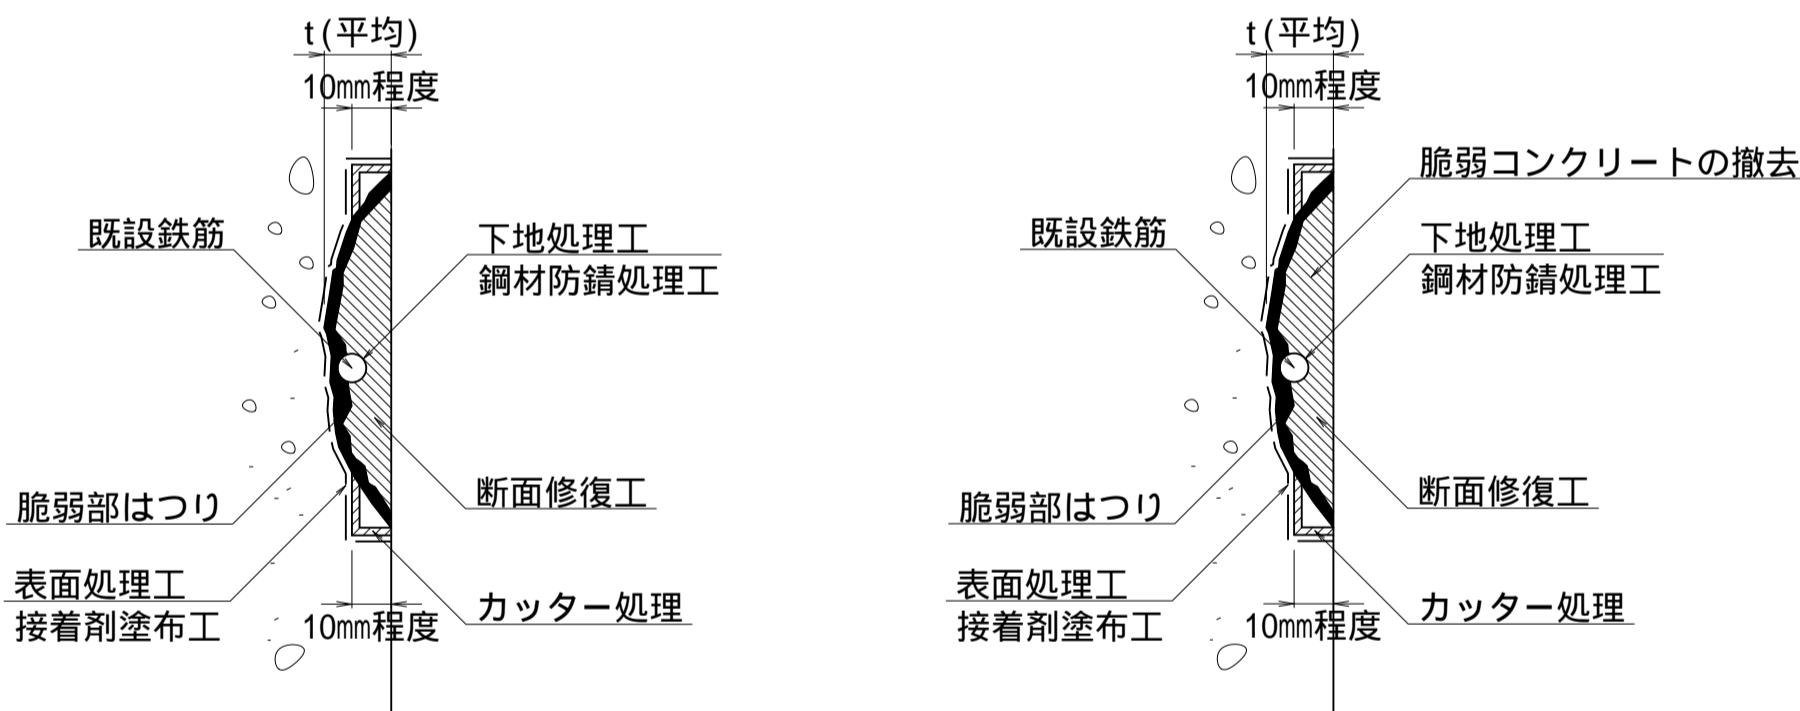 t(平均)
10mm程度
既設鉄筋
下地処理工
鋼材防錆処理工
脆弱部はつり
断面修復工
表面処理工
接着剤塗布工
カッター処理
10mm程度
t(平均)
10mm程度
脆弱コンクリートの撤去
既設鉄筋
下地処理工
鋼材防錆処理工
脆弱部はつり
断面修復工
表面処理工
接着剤塗布工
カッター処理
10mm程度